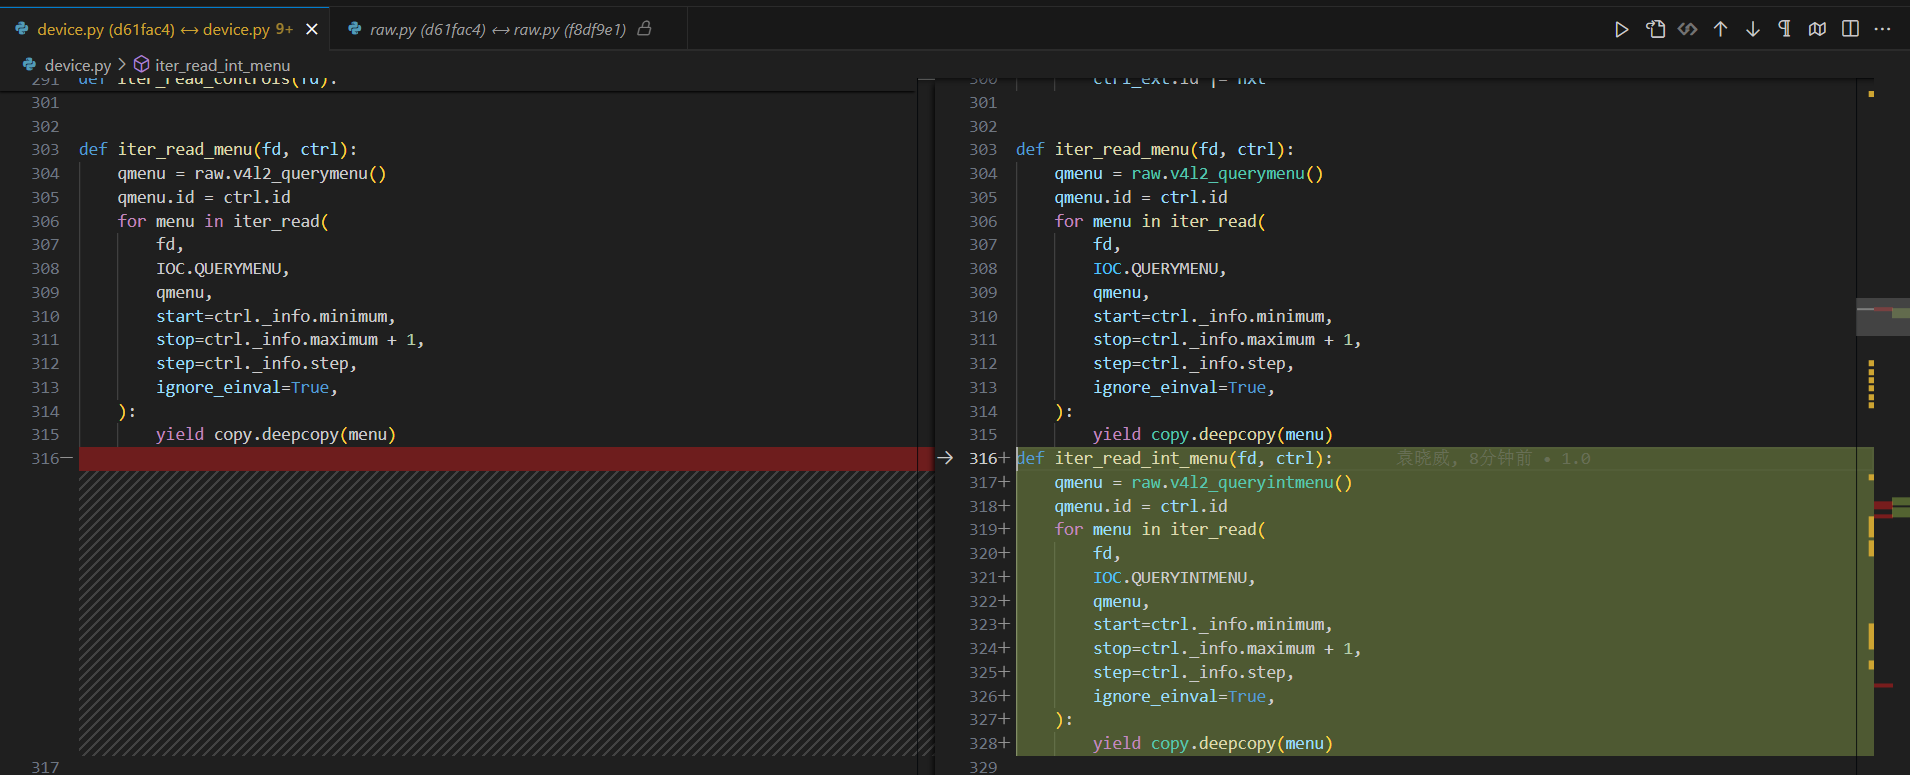 device.py (d61fac4) ↔ device.py 9+
raw.py (d61fac4) ↔ raw.py (f8df9e1)
device.py > iter_read_int_menu
291 def iter_read_controls(fd):
301
302
303 def iter_read_menu(fd, ctrl):
304 qmenu = raw.v4l2_querymenu()
305 qmenu.id = ctrl.id
306 for menu in iter_read(
307 fd,
308 IOC.QUERYMENU,
309 qmenu,
310 start=ctrl._info.minimum,
311 stop=ctrl._info.maximum + 1,
312 step=ctrl._info.step,
313 ignore_einval=True,
314 ):
315 yield copy.deepcopy(menu)
316−
317
300 ctrl_ext.id |= nxt
301
302
303 def iter_read_menu(fd, ctrl):
304 qmenu = raw.v4l2_querymenu()
305 qmenu.id = ctrl.id
306 for menu in iter_read(
307 fd,
308 IOC.QUERYMENU,
309 qmenu,
310 start=ctrl._info.minimum,
311 stop=ctrl._info.maximum + 1,
312 step=ctrl._info.step,
313 ignore_einval=True,
314 ):
315 yield copy.deepcopy(menu)
316+ def iter_read_int_menu(fd, ctrl): 袁晓威, 8分钟前 • 1.0
317+ qmenu = raw.v4l2_queryintmenu()
318+ qmenu.id = ctrl.id
319+ for menu in iter_read(
320+ fd,
321+ IOC.QUERYINTMENU,
322+ qmenu,
323+ start=ctrl._info.minimum,
324+ stop=ctrl._info.maximum + 1,
325+ step=ctrl._info.step,
326+ ignore_einval=True,
327+ ):
328+ yield copy.deepcopy(menu)
329